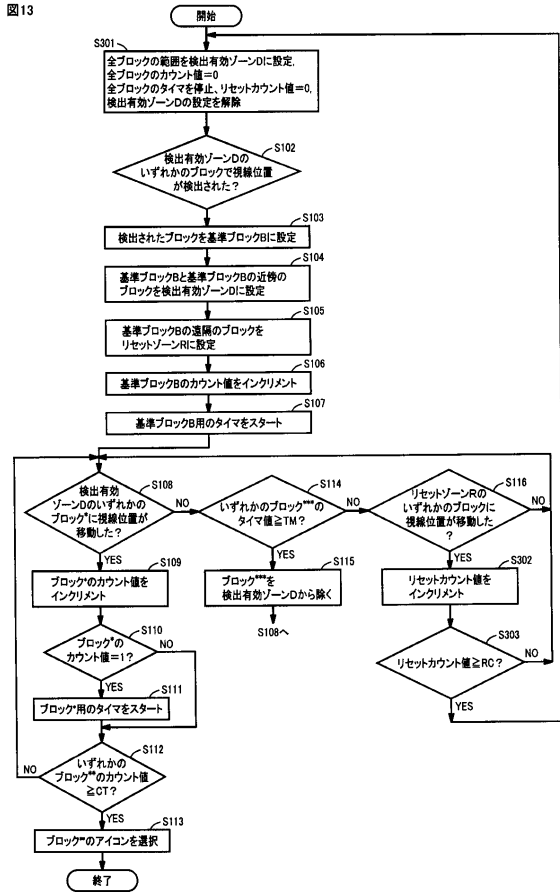 図13
開始
S301
全ブロックの範囲を検出有効ゾーンDに設定,
全ブロックのカウント値=0
全ブロックのタイマを停止、リセットカウント値=0,
検出有効ゾーンDの設定を解除
S102
検出有効ゾーンDの
いずれかのブロックで視線位置
が検出された?
S103
検出されたブロックを基準ブロックBに設定
S104
基準ブロックBと基準ブロックBの近傍の
ブロックを検出有効ゾーンDに設定
S105
基準ブロックBの遠隔のブロックを
リセットゾーンRに設定
S106
基準ブロックBのカウント値をインクリメント
S107
基準ブロックB用のタイマをスタート
S108
検出有効
ゾーンDのいずれかの
ブロック*に視線位置が
移動した?
NO
YES
S114
いずれかのブロック***の
タイマ値≧TM?
NO
YES
S116
リセットゾーンRの
いずれかのブロックに
視線位置が移動した
?
NO
YES
S109
ブロック*のカウント値を
インクリメント
S115
ブロック***を
検出有効ゾーンDから除く
S108へ
S302
リセットカウント値を
インクリメント
S110
ブロック*の
カウント値=1?
NO
YES
S303
リセットカウント値≧RC?
NO
YES
S111
ブロック*用のタイマをスタート
S112
いずれかの
ブロック**のカウント値
≧CT?
NO
YES
S113
ブロック**のアイコンを選択
終了